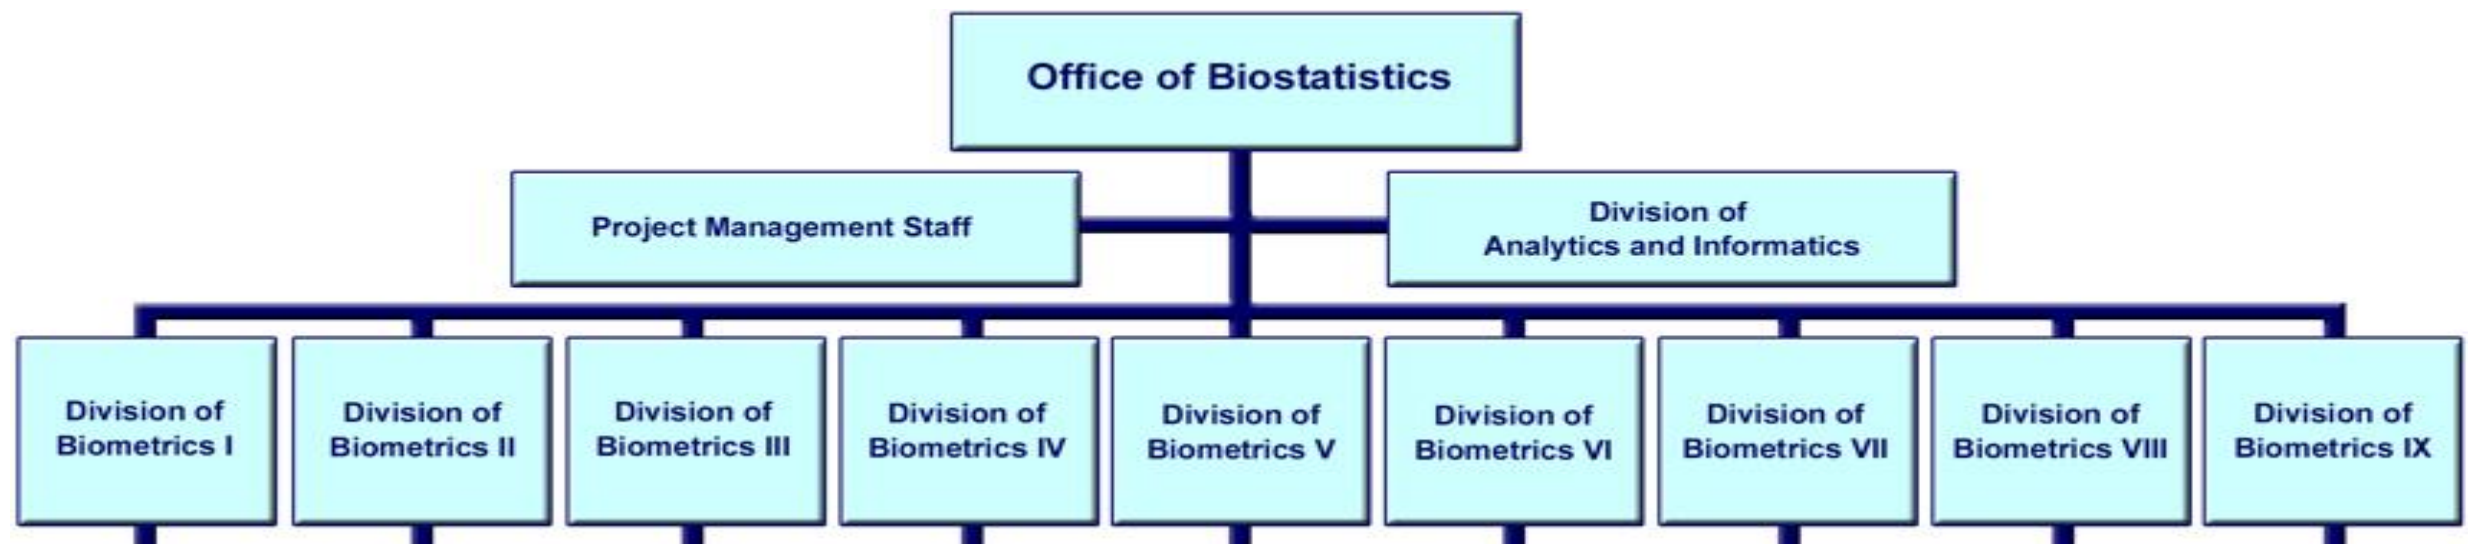 Office of Biostatistics
Project Management Staff
Division of
Analytics and Informatics
Division of
Biometrics I
Division of
Biometrics II
Division of
Biometrics III
Division of
Biometrics IV
Division of
Biometrics V
Division of
Biometrics VI
Division of
Biometrics VII
Division of
Biometrics VIII
Division of
Biometrics IX